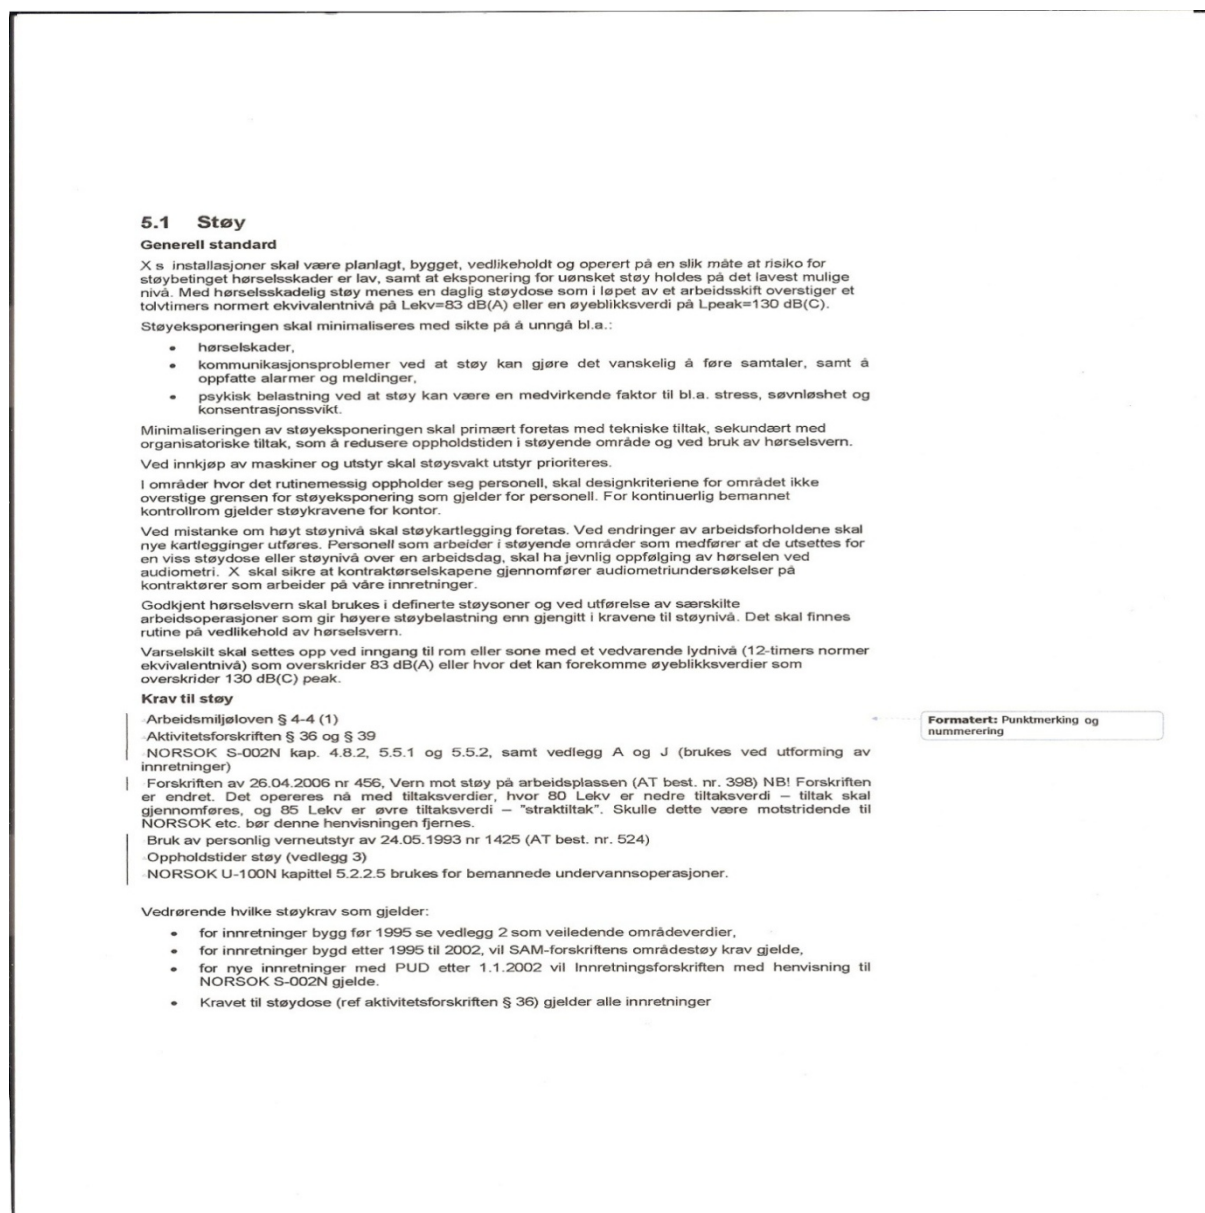 5.1 Støy
Generell standard
X s installasjoner skal være planlagt, bygget, vedlikeholdt og operert på en slik måte at risiko for
støybetinget hørselsskader er lav, samt at eksponering for uønsket støy holdes på det lavest mulige
nivå. Med hørselsskadelig støy menes en daglig støydose som i løpet av et arbeidsskift overstiger et
tolvtimers normert ekvivalentnivå på Lekv=83 dB(A) eller en øyeblikksverdi på Lpeak=130 dB(C).
Støyeksponeringen skal minimaliseres med sikte på å unngå bl.a.:
• hørselskader,
• kommunikasjonsproblemer ved at støy kan gjøre det vanskelig å føre samtaler, samt å
oppfatte alarmer og meldinger,
• psykisk belastning ved at støy kan være en medvirkende faktor til bl.a. stress, søvnløshet og
konsentrasjonssvikt.
Minimaliseringen av støyeksponeringen skal primært foretas med tekniske tiltak, sekundært med
organisatoriske tiltak, som å redusere oppholdstiden i støyende område og ved bruk av hørselsvern.
Ved innkjøp av maskiner og utstyr skal støysvakt utstyr prioriteres.
I områder hvor det rutinemessig oppholder seg personell, skal designkriteriene for området ikke
overstige grensen for støyeksponering som gjelder for personell. For kontinuerlig bemannet
kontrollrom gjelder støykravene for kontor.
Ved mistanke om høyt støynivå skal støykartlegging foretas. Ved endringer av arbeidsforholdene skal
nye kartlegginger utføres. Personell som arbeider i støyende områder som medfører at de utsettes for
en viss støydose eller støynivå over en arbeidsdag, skal ha jevnlig oppfølging av hørselen ved
audiometri. X skal sikre at kontraktørselskapene gjennomfører audiometriundersøkelser på
kontraktører som arbeider på våre innretninger.
Godkjent hørselsvern skal brukes i definerte støysoner og ved utførelse av særskilte
arbeidsoperasjoner som gir høyere støybelastning enn gjengitt i kravene til støynivå. Det skal finnes
rutine på vedlikehold av hørselsvern.
Varselskilt skal settes opp ved inngang til rom eller sone med et vedvarende lydnivå (12-timers normer
ekvivalentnivå) som overskrider 83 dB(A) eller hvor det kan forekomme øyeblikksverdier som
overskrider 130 dB(C) peak.
Krav til støy
Arbeidsmiljøloven § 4-4 (1)
Formatert: Punktmerking og
nummerering
Aktivitetsforskriften § 36 og § 39
NORSOK S-002N kap. 4.8.2, 5.5.1 og 5.5.2, samt vedlegg A og J (brukes ved utforming av
innretninger)
Forskriften av 26.04.2006 nr 456, Vern mot støy på arbeidsplassen (AT best. nr. 398) NB! Forskriften
er endret. Det opereres nå med tiltaksverdier, hvor 80 Lekv er nedre tiltaksverdi – tiltak skal
gjennomføres, og 85 Lekv er øvre tiltaksverdi – "straktiltak". Skulle dette være motstridende til
NORSOK etc. bør denne henvisningen fjernes.
Bruk av personlig verneutstyr av 24.05.1993 nr 1425 (AT best. nr. 524)
Oppholdstider støy (vedlegg 3)
NORSOK U-100N kapittel 5.2.2.5 brukes for bemannede undervannsoperasjoner.
Vedrørende hvilke støykrav som gjelder:
• for innretninger bygg før 1995 se vedlegg 2 som veiledende områdeverdier,
• for innretninger bygd etter 1995 til 2002, vil SAM-forskriftens områdestøy krav gjelde,
• for nye innretninger med PUD etter 1.1.2002 vil Innretningsforskriften med henvisning til
NORSOK S-002N gjelde.
• Kravet til støydose (ref aktivitetsforskriften § 36) gjelder alle innretninger